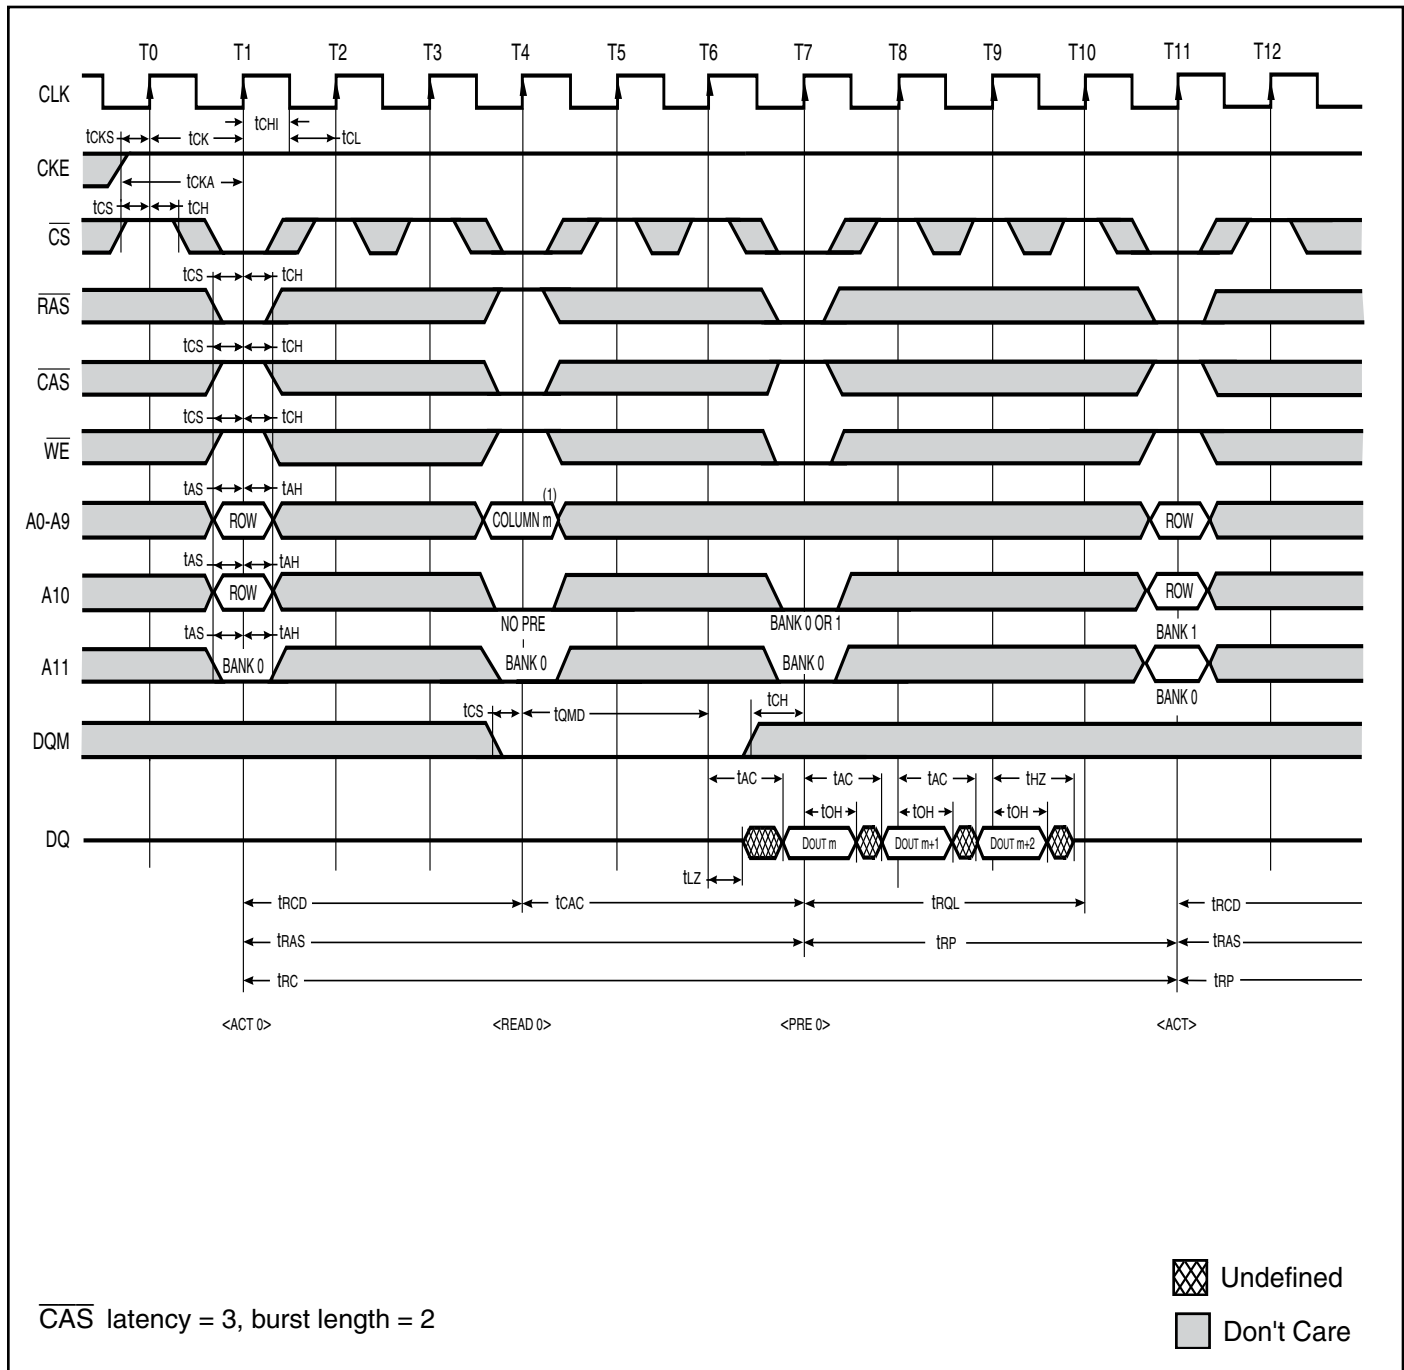 T0 T1 T2 T3 T4 T5 T6 T7 T8 T9 T10 T11 T12
CLK
tCHI
tCKS tCK tCL
CKE
tCKA
tCS tCH
CS
tCS tCH
RAS
tCS tCH
CAS
tCS tCH
WE
tAS tAH
(1)
A0-A9 ROW COLUMN m ROW
tAS tAH
A10 ROW ROW
NO PRE BANK 0 OR 1
tAS tAH BANK 1
A11 BANK 0 BANK 0 BANK 0
BANK 0
tCH
tCS tQMD
DQM
tAC tAC tAC tHZ
tOH tOH tOH
DQ DOUT m DOUT m+1 DOUT m+2
tLZ
tRCD tCAC tRQL tRCD
tRAS tRP tRAS
tRC tRP
<ACT 0> <READ 0> <PRE 0> <ACT>
Undefined
CAS latency = 3, burst length = 2
Don't Care